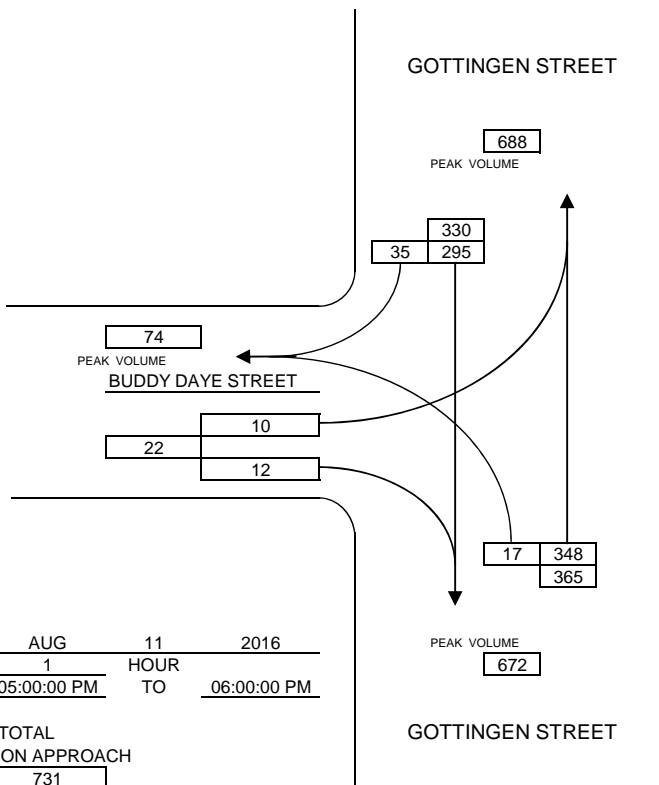 GOTTINGEN STREET
688
PEAK VOLUME
330
35 295
74
PEAK VOLUME
BUDDY DAYE STREET
10
22
12
17 348
365
AUG 11 2016
1 HOUR
05:00:00 PM TO 06:00:00 PM
PEAK VOLUME
672
TOTAL
ON APPROACH
731
GOTTINGEN STREET